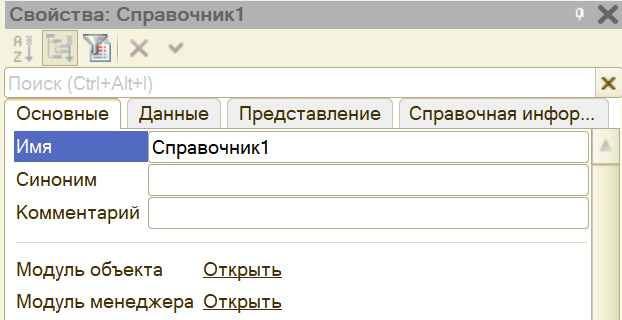 Свойства: Справочник1
Поиск (Ctrl+Alt+I)
Основные Данные Представление Справочная инфор...
Имя Справочник1
Синоним
Комментарий
Модуль объекта Открыть
Модуль менеджера Открыть